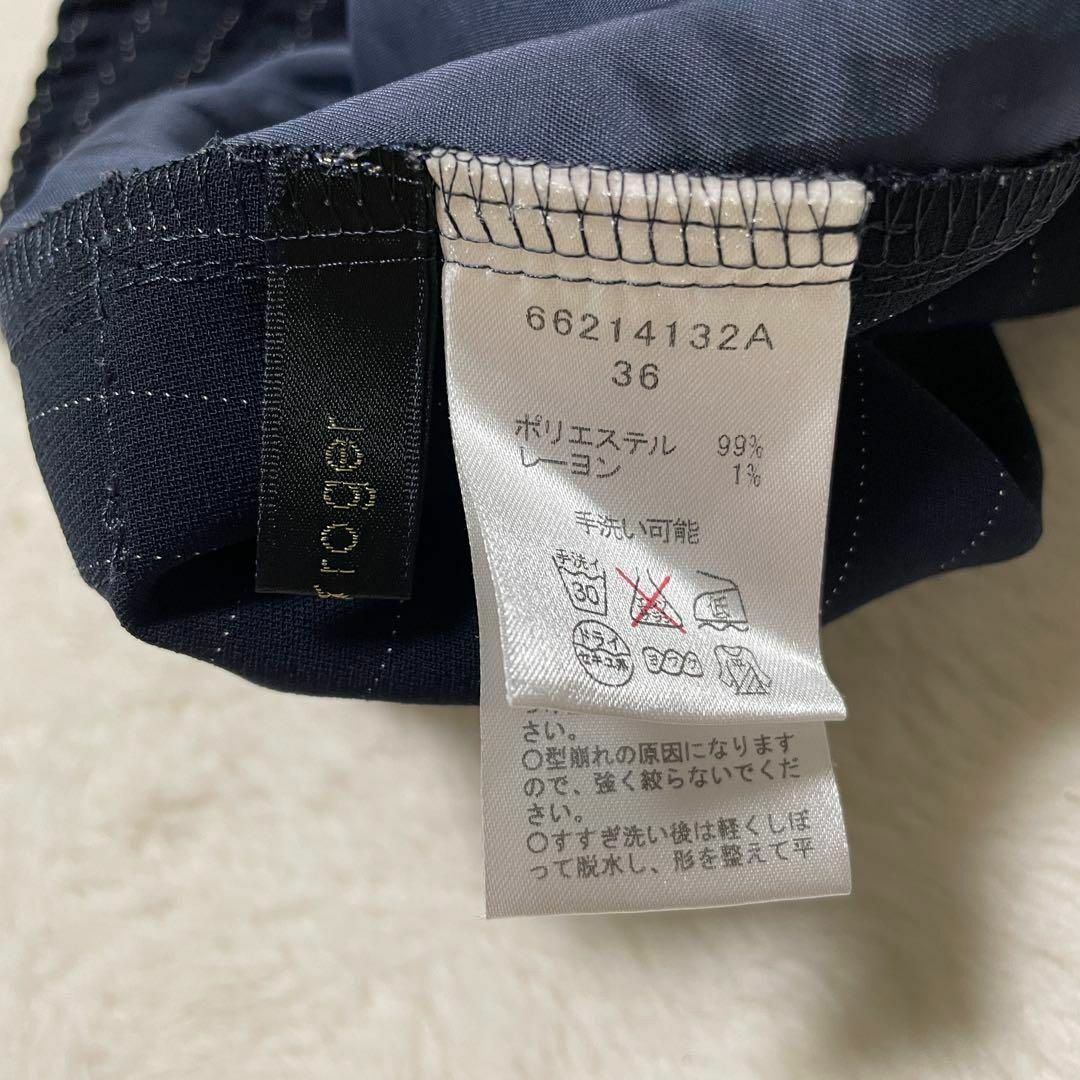 66214132A
36
ポリエステル 99%
レーヨン 1%
手洗い可能
手洗イ
30
中
ドライ
セキユ系
ヨワク
さい。
○型崩れの原因になります
ので、強く絞らないでくだ
さい。
○すすぎ洗い後は軽くしぼ
って脱水し、形を整えて平